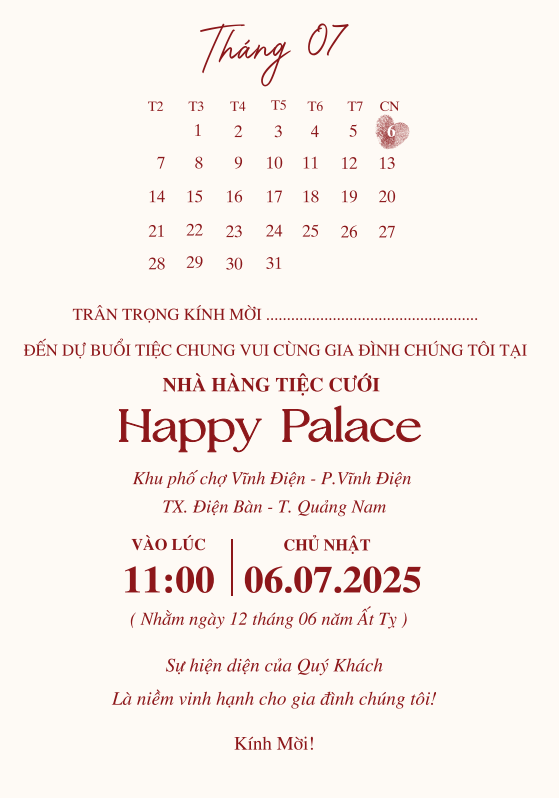 Tháng 07
T2 T3 T4 T5 T6 T7 CN
1 2 3 4 5 6
7 8 9 10 11 12 13
14 15 16 17 18 19 20
21 22 23 24 25 26 27
28 29 30 31
TRÂN TRỌNG KÍNH MỜI ...................................................
ĐẾN DỰ BUỔI TIỆC CHUNG VUI CÙNG GIA ĐÌNH CHÚNG TÔI TẠI
NHÀ HÀNG TIỆC CƯỚI
Happy Palace
Khu phố chợ Vĩnh Điện - P.Vĩnh Điện
TX. Điện Bàn - T. Quảng Nam
VÀO LÚC CHỦ NHẬT
11:00 06.07.2025
( Nhằm ngày 12 tháng 06 năm Ất Tỵ )
Sự hiện diện của Quý Khách
Là niềm vinh hạnh cho gia đình chúng tôi!
Kính Mời!